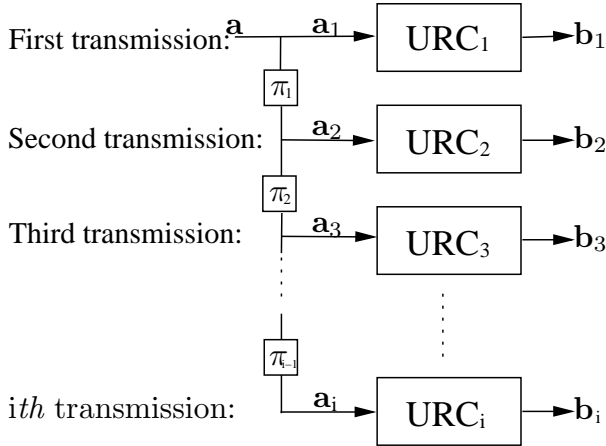 First transmission: a a₁ URC₁ b₁
π₁
Second transmission: a₂ URC₂ b₂
π₂
Third transmission: a₃ URC₃ b₃
πᵢ₋₁
ith transmission: aᵢ URCᵢ bᵢ